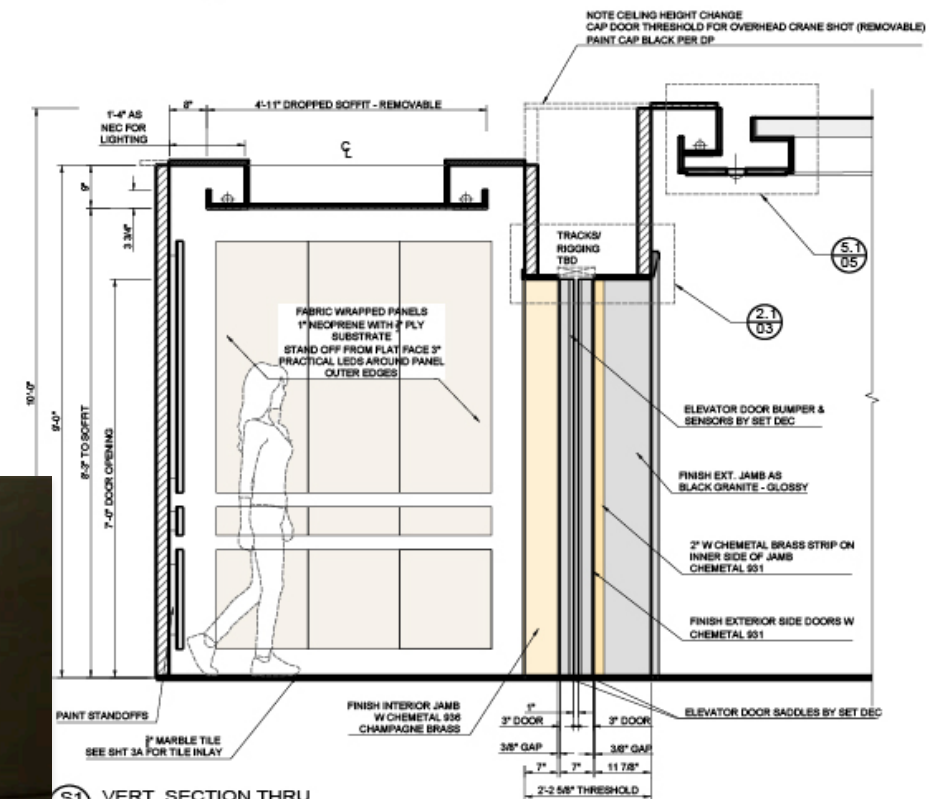 NOTE CEILING HEIGHT CHANGE
CAP DOOR THRESHOLD FOR OVERHEAD CRANE SHOT (REMOVABLE)
PAINT CAP BLACK PER DP
8"
4'-11" DROPPED SOFFIT - REMOVABLE
1'-4" AS
NEC FOR
LIGHTING
CL
9"
3 3/4"
10'-0"
9'-0"
8'-3" TO SOFFIT
7'-0" DOOR OPENING
TRACKS/
RIGGING
TBD
5.1
05
2.1
03
FABRIC WRAPPED PANELS
1" NEOPRENE WITH PLY
SUBSTRATE
STAND OFF FROM FLAT FACE 3"
PRACTICAL LEDS AROUND PANEL
OUTER EDGES
ELEVATOR DOOR BUMPER &
SENSORS BY SET DEC
FINISH EXT. JAMB AS
BLACK GRANITE - GLOSSY
2" W CHEMETAL BRASS STRIP ON
INNER SIDE OF JAMB
CHEMETAL 931
FINISH EXTERIOR SIDE DOORS W
CHEMETAL 931
ELEVATOR DOOR SADDLES BY SET DEC
PAINT STANDOFFS
MARBLE TILE
SEE SHT 3A FOR TILE INLAY
FINISH INTERIOR JAMB
W CHEMETAL 936
CHAMPAGNE BRASS
1"
3" DOOR
3" DOOR
3/8" GAP
3/8" GAP
7"
7"
11 7/8"
2'-2 5/8" THRESHOLD
S1 VERT. SECTION THRU